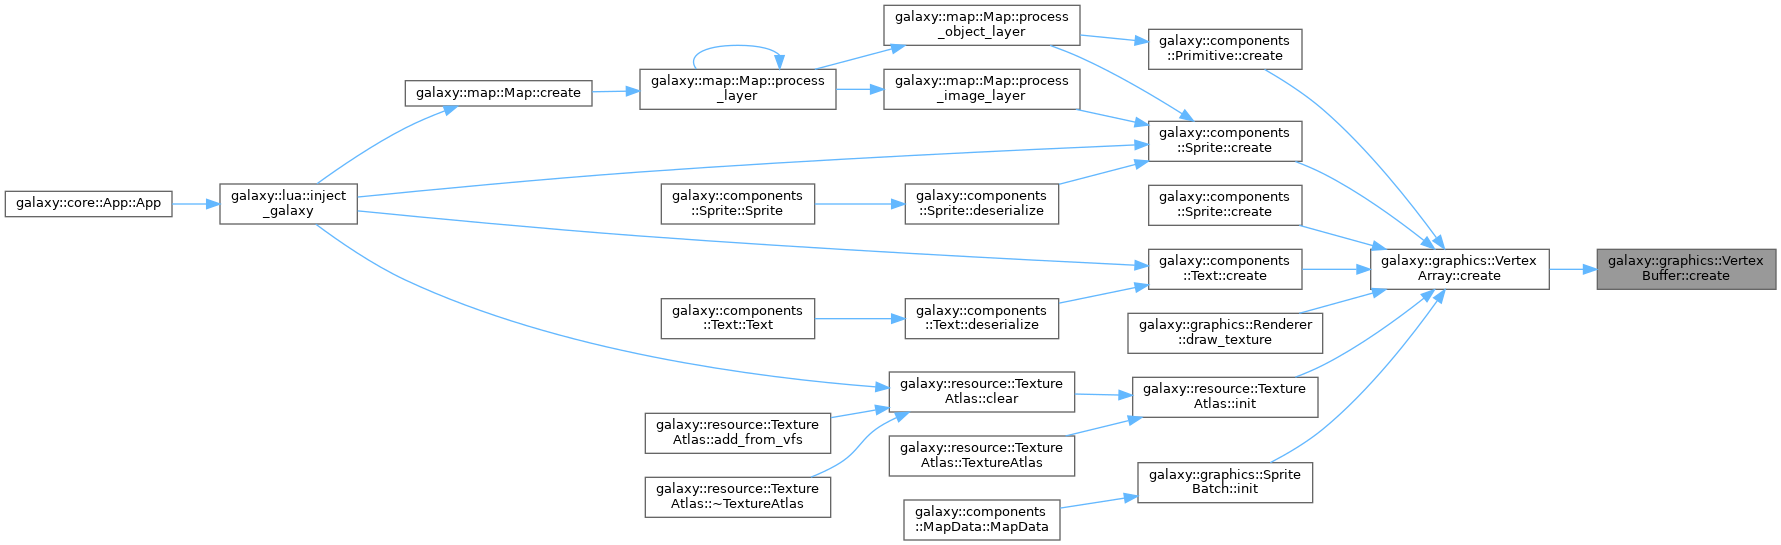 galaxy::core::App::App
galaxy::lua::inject
_galaxy
galaxy::map::Map::create
galaxy::map::Map::process
_layer
galaxy::map::Map::process
_object_layer
galaxy::map::Map::process
_image_layer
galaxy::components
::Primitive::create
galaxy::components
::Sprite::create
galaxy::components
::Sprite::Sprite
galaxy::components
::Sprite::deserialize
galaxy::components
::Sprite::create
galaxy::components
::Text::create
galaxy::graphics::Vertex
Array::create
galaxy::graphics::Vertex
Buffer::create
galaxy::components
::Text::Text
galaxy::components
::Text::deserialize
galaxy::graphics::Renderer
::draw_texture
galaxy::resource::Texture
Atlas::clear
galaxy::resource::Texture
Atlas::init
galaxy::resource::Texture
Atlas::add_from_vfs
galaxy::resource::Texture
Atlas::TextureAtlas
galaxy::resource::Texture
Atlas::~TextureAtlas
galaxy::graphics::Sprite
Batch::init
galaxy::components
::MapData::MapData